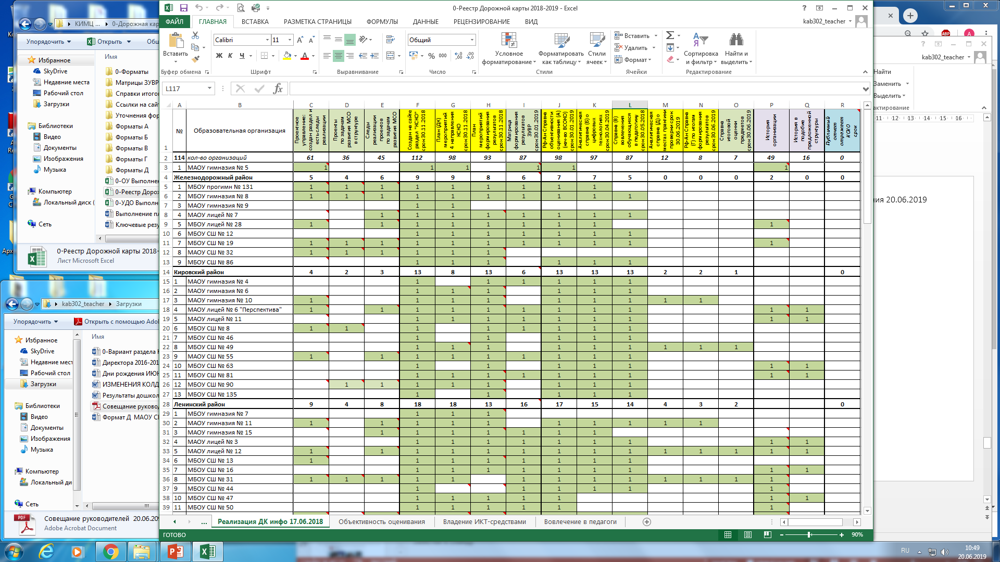 0-Реестр Дорожной карты 2018-2019 - Excel
КИМЦ ...
0-Дорожная кар
ФАЙЛ
ГЛАВНАЯ
ВСТАВКА
РАЗМЕТКА СТРАНИЦЫ
ФОРМУЛЫ
ДАННЫЕ
РЕЦЕНЗИРОВАНИЕ
ВИД
kab302_teacher
Упорядочить
Открыть
Общ
Calibri
11
Общий
Вставить
Ж К Ч
Буфер обмена
Шрифт
Выравнивание
% 000
Число
Условное форматирование
Форматировать как таблицу
Стили ячеек
Стили
Вставить
Удалить
Формат
Ячейки
Сортировка и фильтр
Найти и выделить
Редактирование
L117
Избранное
SkyDrive
Недавние места
Рабочий стол
Загрузки
Библиотеки
Видео
Документы
Изображения
Музыка
Компьютер
Локальный диск (
Сеть
Имя
0-Форматы
Матрицы ЗУВР
Справки итого
Ссылки на сай
Уточнения фор
Форматы А
Форматы Б
Форматы В
Форматы Г
Форматы Д
0-ОУ Выполне
0-Реестр Доро
0-УДО Выполн
Выполнение пл
Ключевые резу
0-Реестр Дорожной карты 2018-
Лист Microsoft Excel
kab302_teacher
Загрузки
Упорядочить
Открыть с помощью Adol
Избранное
SkyDrive
Недавние мест
Рабочий стол
Загрузки
Библиотеки
Видео
Документы
Изображения
Музыка
Компьютер
Локальный ди
Сеть
Имя
0-Вариант раздела
Директора 2016-201
Дни рождения ИЮН
ИЗМЕНЕНИЯ КОЛД
Результаты дошкол
Совещание руковод
Формат Д МАОУ С
Совещание руководителей 20.06.20
Adobe Acrobat Document
A B C D E F G H I J K L M N O P Q R
№
Образовательная организация
Проектное управление: создан раздел и есть следы реализации
Проекты по задачам развития МСО в структуре
Следы реализации проектов по задачам развития МСО
Создан на сайте раздел "КСКО" срок 30.11.2018
План (ДК) мероприятий 4 направления КСКО
План мероприятий формирования результатов срок 30.11.2018
Матрица формирования результатов ЗУВР срок 30.01.2019
Рф-Ан Справка объективности оценивания (А) (кеч-во ВСОКО) срок 30.01.2019
Аналитическая справка (Б) о цифровых технологиях срок 30.04.2019
Справка (В) вовлечения обучающихся в педагогику срок 30.05.2018
Аналитическая справка (Д) о местах практики проверки срок 30.06.2019
Рф-Ан Справка (Г) по итогам формирования результатов срок 30.06.2019
Справка итоговой оценки предметов срок 30.06.2019
История организации
История в подобие предложенной структуры
Публичный отчет отражает КСКО срок
2 114 кол-во организаций 61 36 45 112 98 93 87 98 97 87 12 8 7 49 16 0
3 1 МАОУ гимназия № 5 1 1 1 1 1 1
4 Железнодорожный район 5 4 6 9 9 8 6 7 7 5 0 0 0 2 0 0
5 1 МБОУ прогимн № 131 1 1 1 1 1 1 1 1 1
6 2 МБОУ гимназия № 8 1 1 1 1 1 1 1 1 1 1
7 3 МАОУ гимназия № 9 1 1
8 4 МАОУ лицей № 7 1 1 1 1 1 1 1 1
9 5 МБОУ лицей № 28 1 1 1 1 1 1 1 1 1
10 6 МБОУ СШ № 12 1 1 1 1 1 1 1
11 7 МБОУ СШ № 19 1 1 1 1 1 1 1 1 1 1 1
12 8 МАОУ СШ № 32 1 1 1 1 1 1
13 9 МБОУ СШ № 86 1 1 1 1 1 1
14 Кировский район 4 2 3 13 8 13 6 13 13 13 2 2 1 0
15 1 МАОУ гимназия № 4 1 1 1 1 1 1
16 2 МАОУ гимназия № 6 1 1 1 1 1 1
17 3 МАОУ гимназия № 10 1 1 1 1 1 1 1 1 1
18 4 МАОУ лицей № 6 "Перспектива" 1 1 1 1 1 1 1 1 1 1 1
19 5 МАОУ лицей № 11 1 1 1 1 1 1 1 1 1
20 6 МБОУ СШ № 8 1 1 1 1 1 1 1 1
21 7 МБОУ СШ № 46 1 1 1 1 1
22 8 МБОУ СШ № 49 1 1 1 1 1 1 1 1 1
23 9 МАОУ СШ № 55 1 1 1 1 1 1 1 1 1
24 10 МБОУ СШ № 63 1 1 1 1 1 1 1
25 11 МБОУ СШ № 81 1 1 1 1 1 1 1 1 1
26 12 МБОУ СШ № 90 1 1 1 1 1 1 1 1
27 13 МБОУ СШ № 135 1 1 1 1 1
28 Ленинский район 9 4 8 18 18 13 16 17 15 14 4 3 2 0
29 1 МБОУ гимназия № 7 1 1 1
30 2 МАОУ гимназия № 11 1 1 1 1 1 1 1 1 1 1
31 3 МАОУ гимназия № 15 1 1 1 1 1 1 1
32 4 МАОУ лицей № 3 1 1 1 1 1 1 1 1 1
33 5 МАОУ лицей № 12 1 1 1 1 1 1 1 1 1 1 1 1 1 1
34 6 МБОУ СШ № 13 1 1 1 1 1 1 1 1
35 7 МБОУ СШ № 16 1 1 1 1 1 1 1 1 1
36 8 МБОУ СШ № 31 1 1 1 1 1 1 1 1 1 1 1 1 1
37 9 МБОУ СШ № 44 1 1 1 1 1 1
38 10 МБОУ СШ № 47 1 1 1 1 1 1 1
39 11 МБОУ СШ № 50 1 1 1 1 1 1
...
Реализация ДК инфо 17.06.2018
Объективность оценивания
Владение ИКТ-средствами
Вовлечение в педагоги
ГОТОВО
90%
kab302_teacher
Найти
Заменить
Выделить
актирование
11 12 13 14 15 16
ния 20.06.2019
RU
10:49
20.06.2019